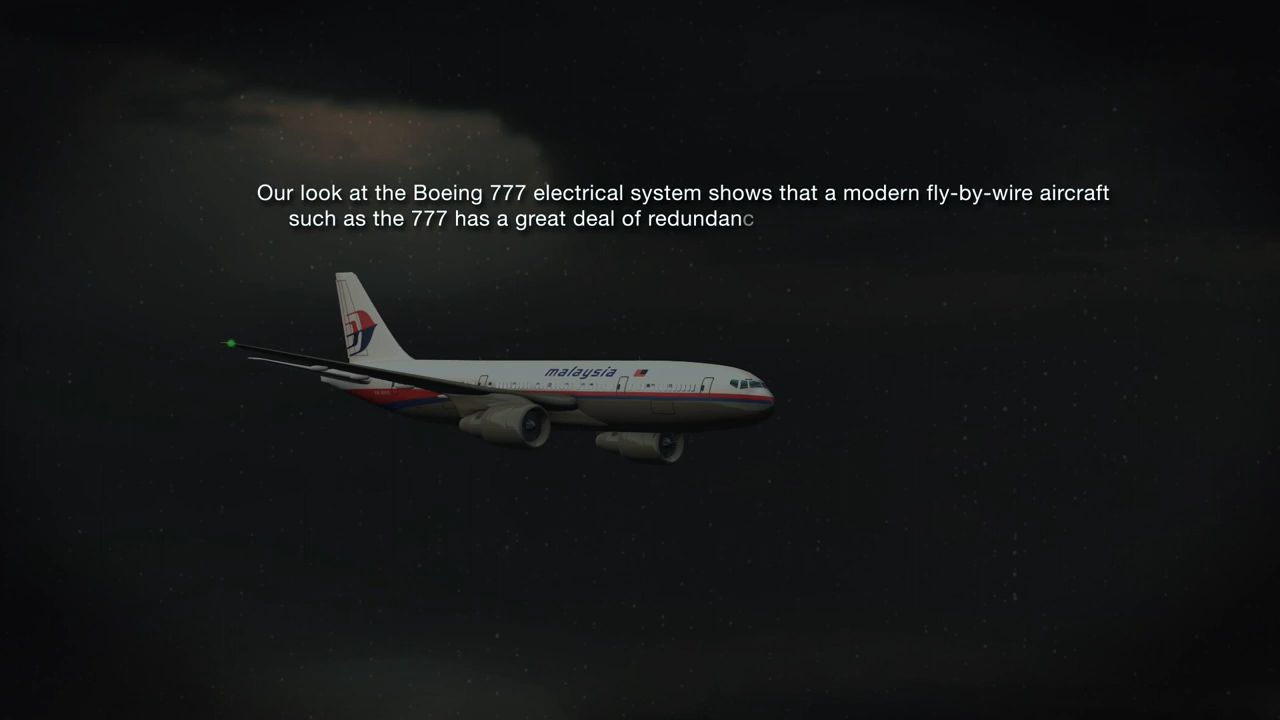 Our look at the Boeing 777 electrical system shows that a modern fly-by-wire aircraft
such as the 777 has a great deal of redundanc
malaysia